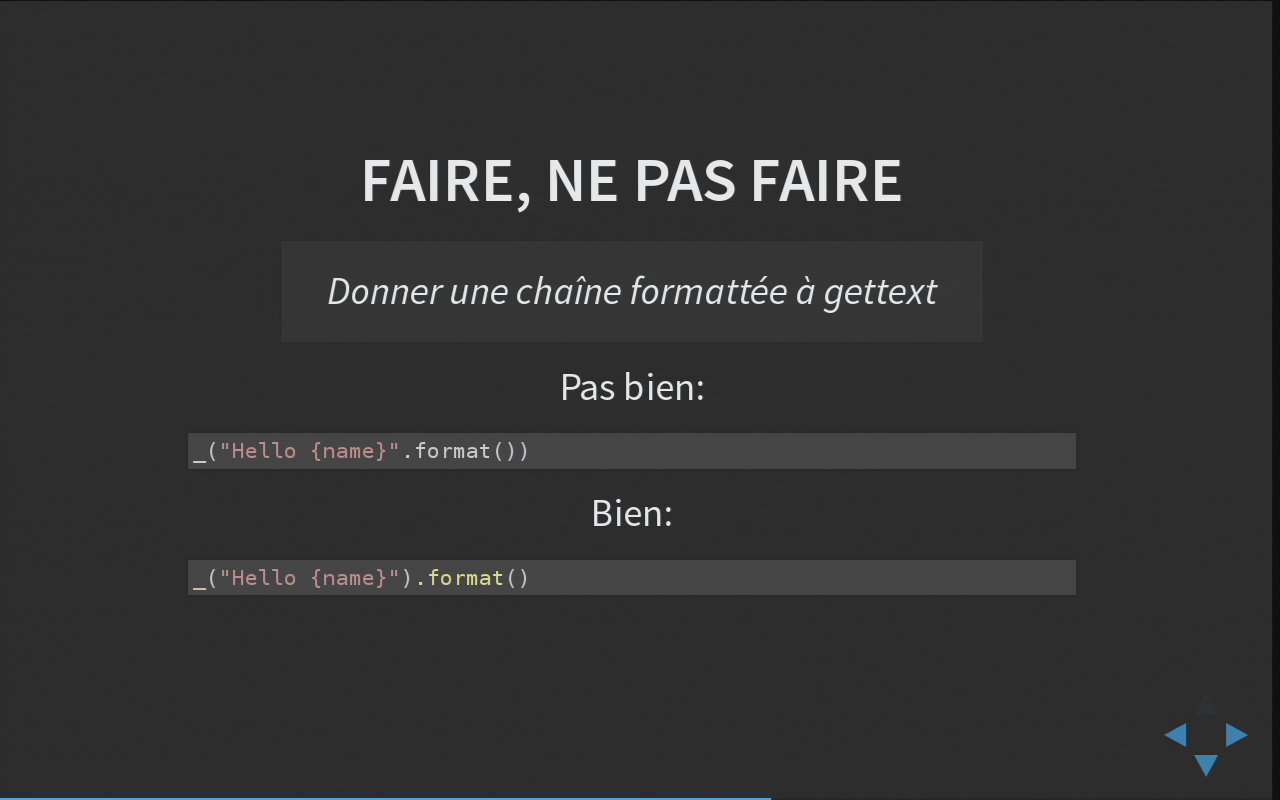 FAIRE, NE PAS FAIRE
Donner une chaîne formattée à gettext
Pas bien:
_("Hello {name}".format())
Bien:
_("Hello {name}").format()